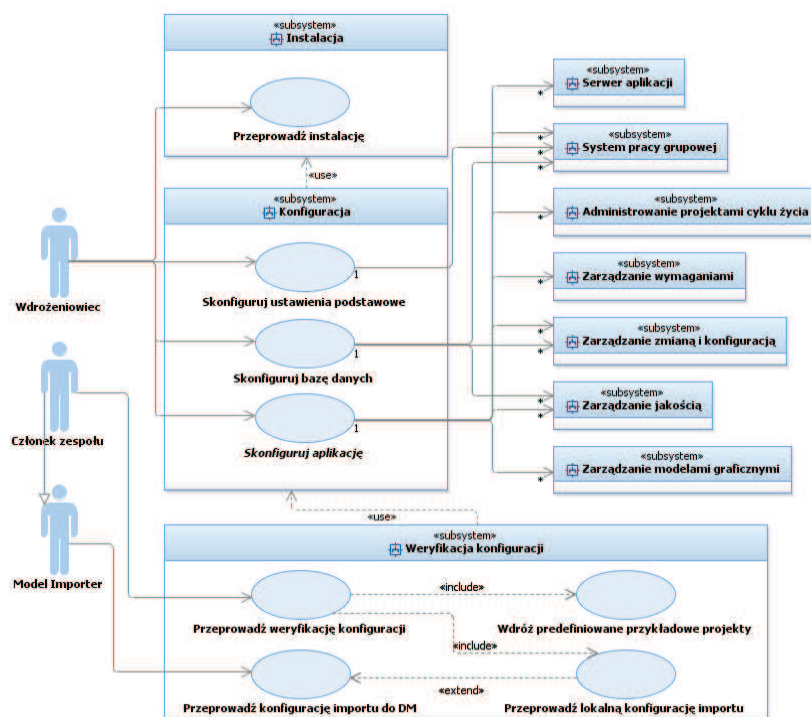 «subsystem»
Instalacja
Przeprowadź instalację
«use»
«subsystem»
Konfiguracja
Skonfiguruj ustawienia podstawowe
1
Skonfiguruj bazę danych
1
Skonfiguruj aplikację
1
Wdrożeniowiec
Członek zespołu
Model Importer
«subsystem»
Serwer aplikacji
*
«subsystem»
System pracy grupowej
*
*
*
«subsystem»
Administrowanie projektami cyklu życia
*
«subsystem»
Zarządzanie wymaganiami
*
«subsystem»
Zarządzanie zmianą i konfiguracją
*
*
«subsystem»
Zarządzanie jakością
*
*
«subsystem»
Zarządzanie modelami graficznymi
*
«use»
«subsystem»
Weryfikacja konfiguracji
«include»
Przeprowadź weryfikację konfiguracji
Wdróż predefiniowane przykładowe projekty
«include»
«extend»
Przeprowadź konfigurację importu do DM
Przeprowadź lokalną konfigurację importu